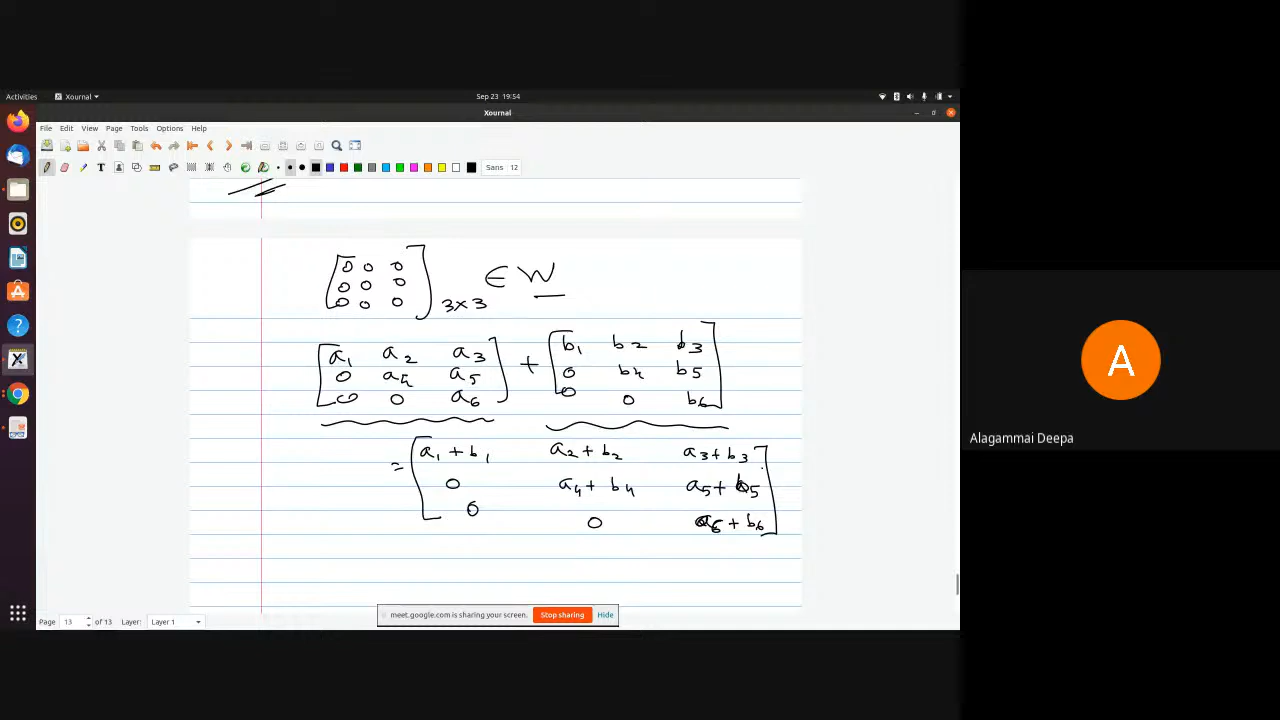 Activities Xournal Sep 23 19:54
Xournal
File Edit View Page Tools Options Help
Sans 12
[0 0 0
0 0 0
0 0 0] 3×3 ∈ W
[a1 a2 a3
0 a4 a5
0 0 a6] + [b1 b2 b3
0 b4 b5
0 0 b6]
= [a1 + b1 a2 + b2 a3 + b3
0 a4 + b4 a5 + b5
0 0 a6 + b6]
meet.google.com is sharing your screen. Stop sharing Hide
Page 13 of 13 Layer: Layer 1
A
Alagammai Deepa